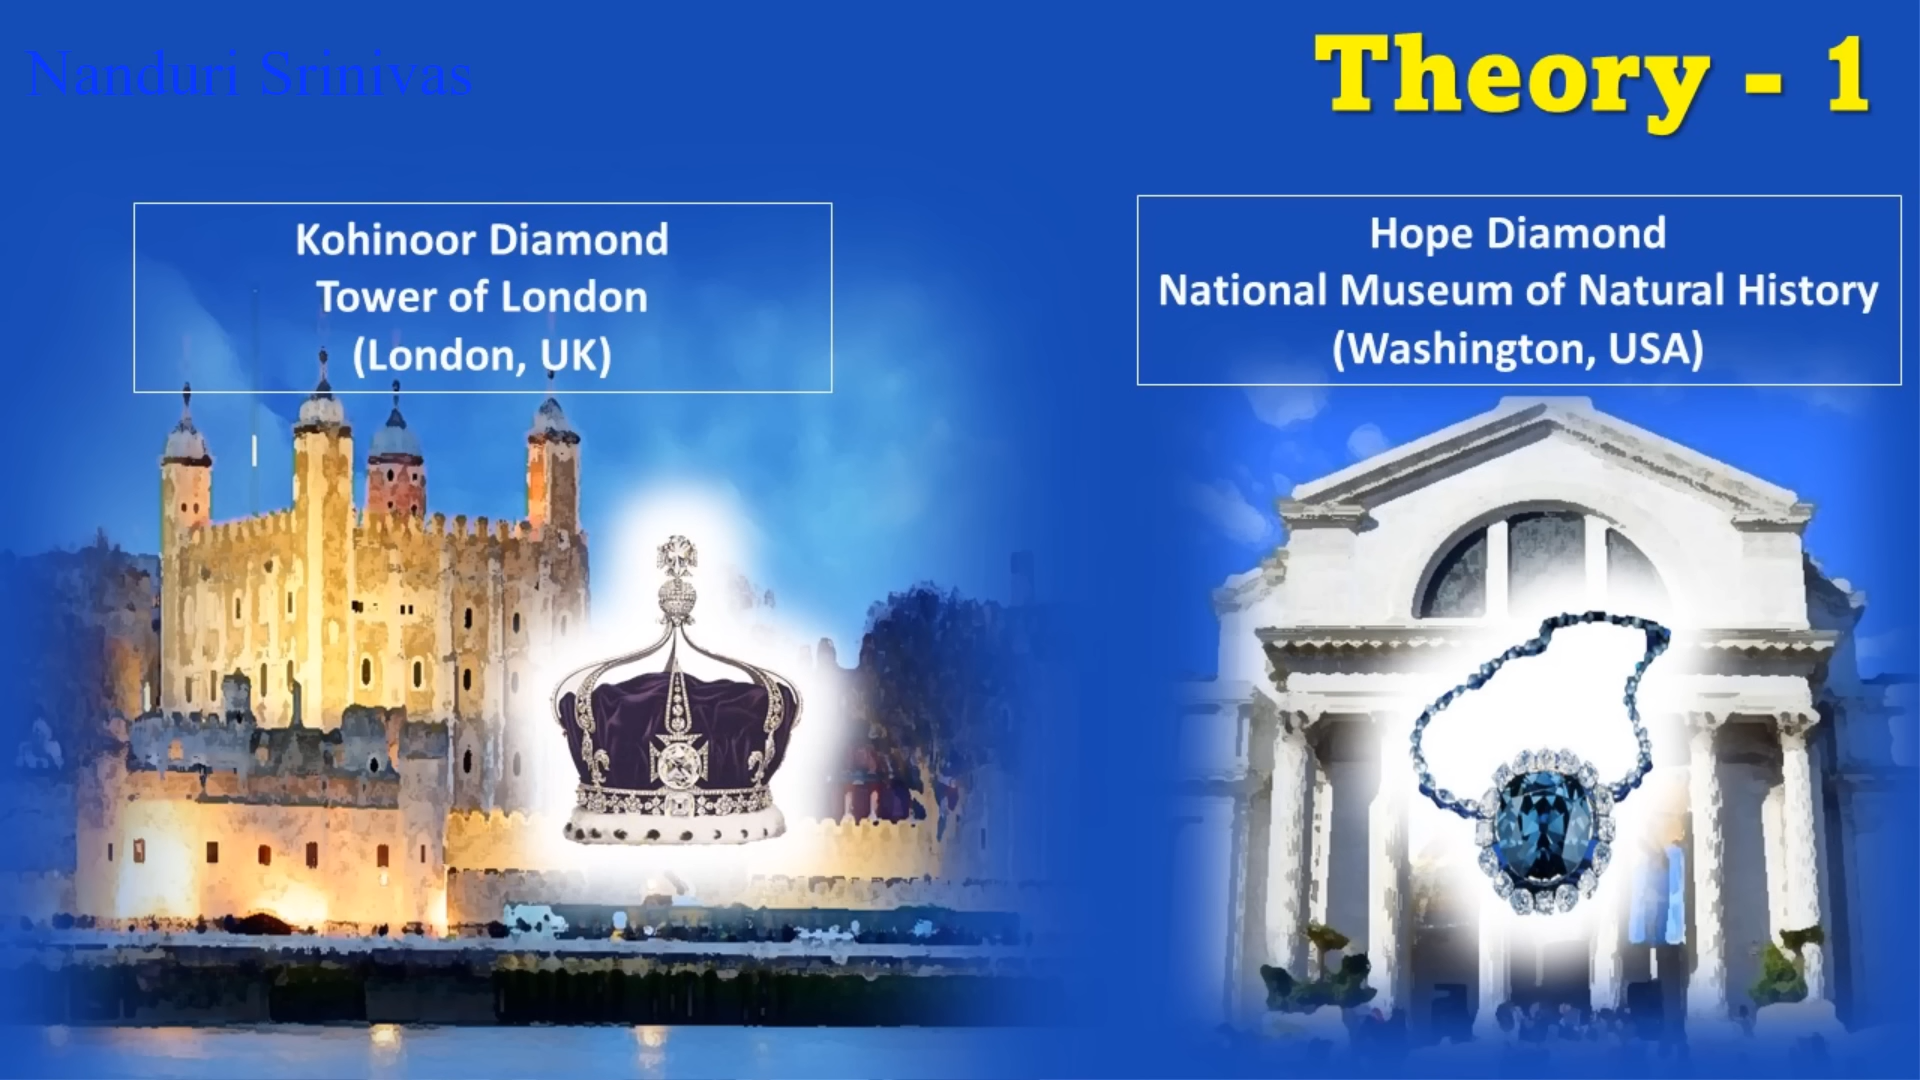 Nanduri Srinivas
Theory - 1
Kohinoor Diamond
Tower of London
(London, UK)
Hope Diamond
National Museum of Natural History
(Washington, USA)